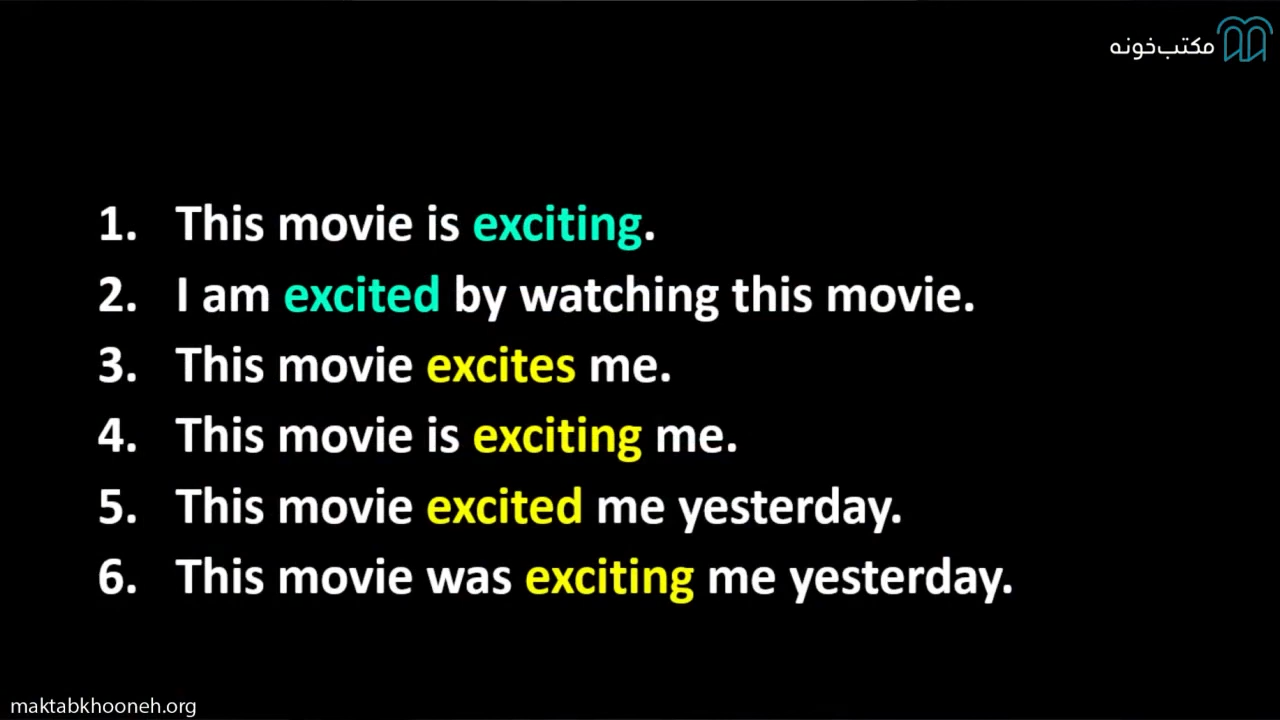 مکتب‌خونه
1. This movie is exciting.
2. I am excited by watching this movie.
3. This movie excites me.
4. This movie is exciting me.
5. This movie excited me yesterday.
6. This movie was exciting me yesterday.
maktabkhooneh.org